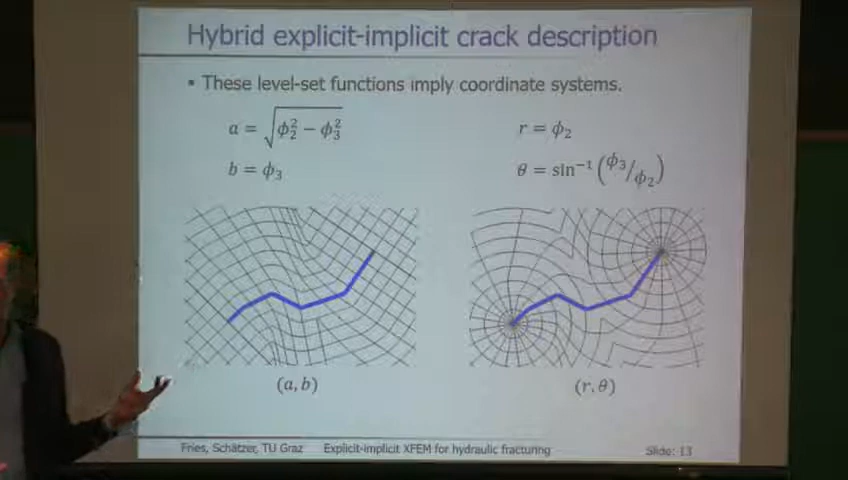 Hybrid explicit-implicit crack description
▪ These level-set functions imply coordinate systems.
a = √(ϕ₂² − ϕ₃²)
r = ϕ₂
b = ϕ₃
θ = sin⁻¹(ϕ₃/ϕ₂)
(a, b)
(r, θ)
Fries, Schätzer, TU Graz Explicit-implicit XFEM for hydraulic fracturing Slide: 13